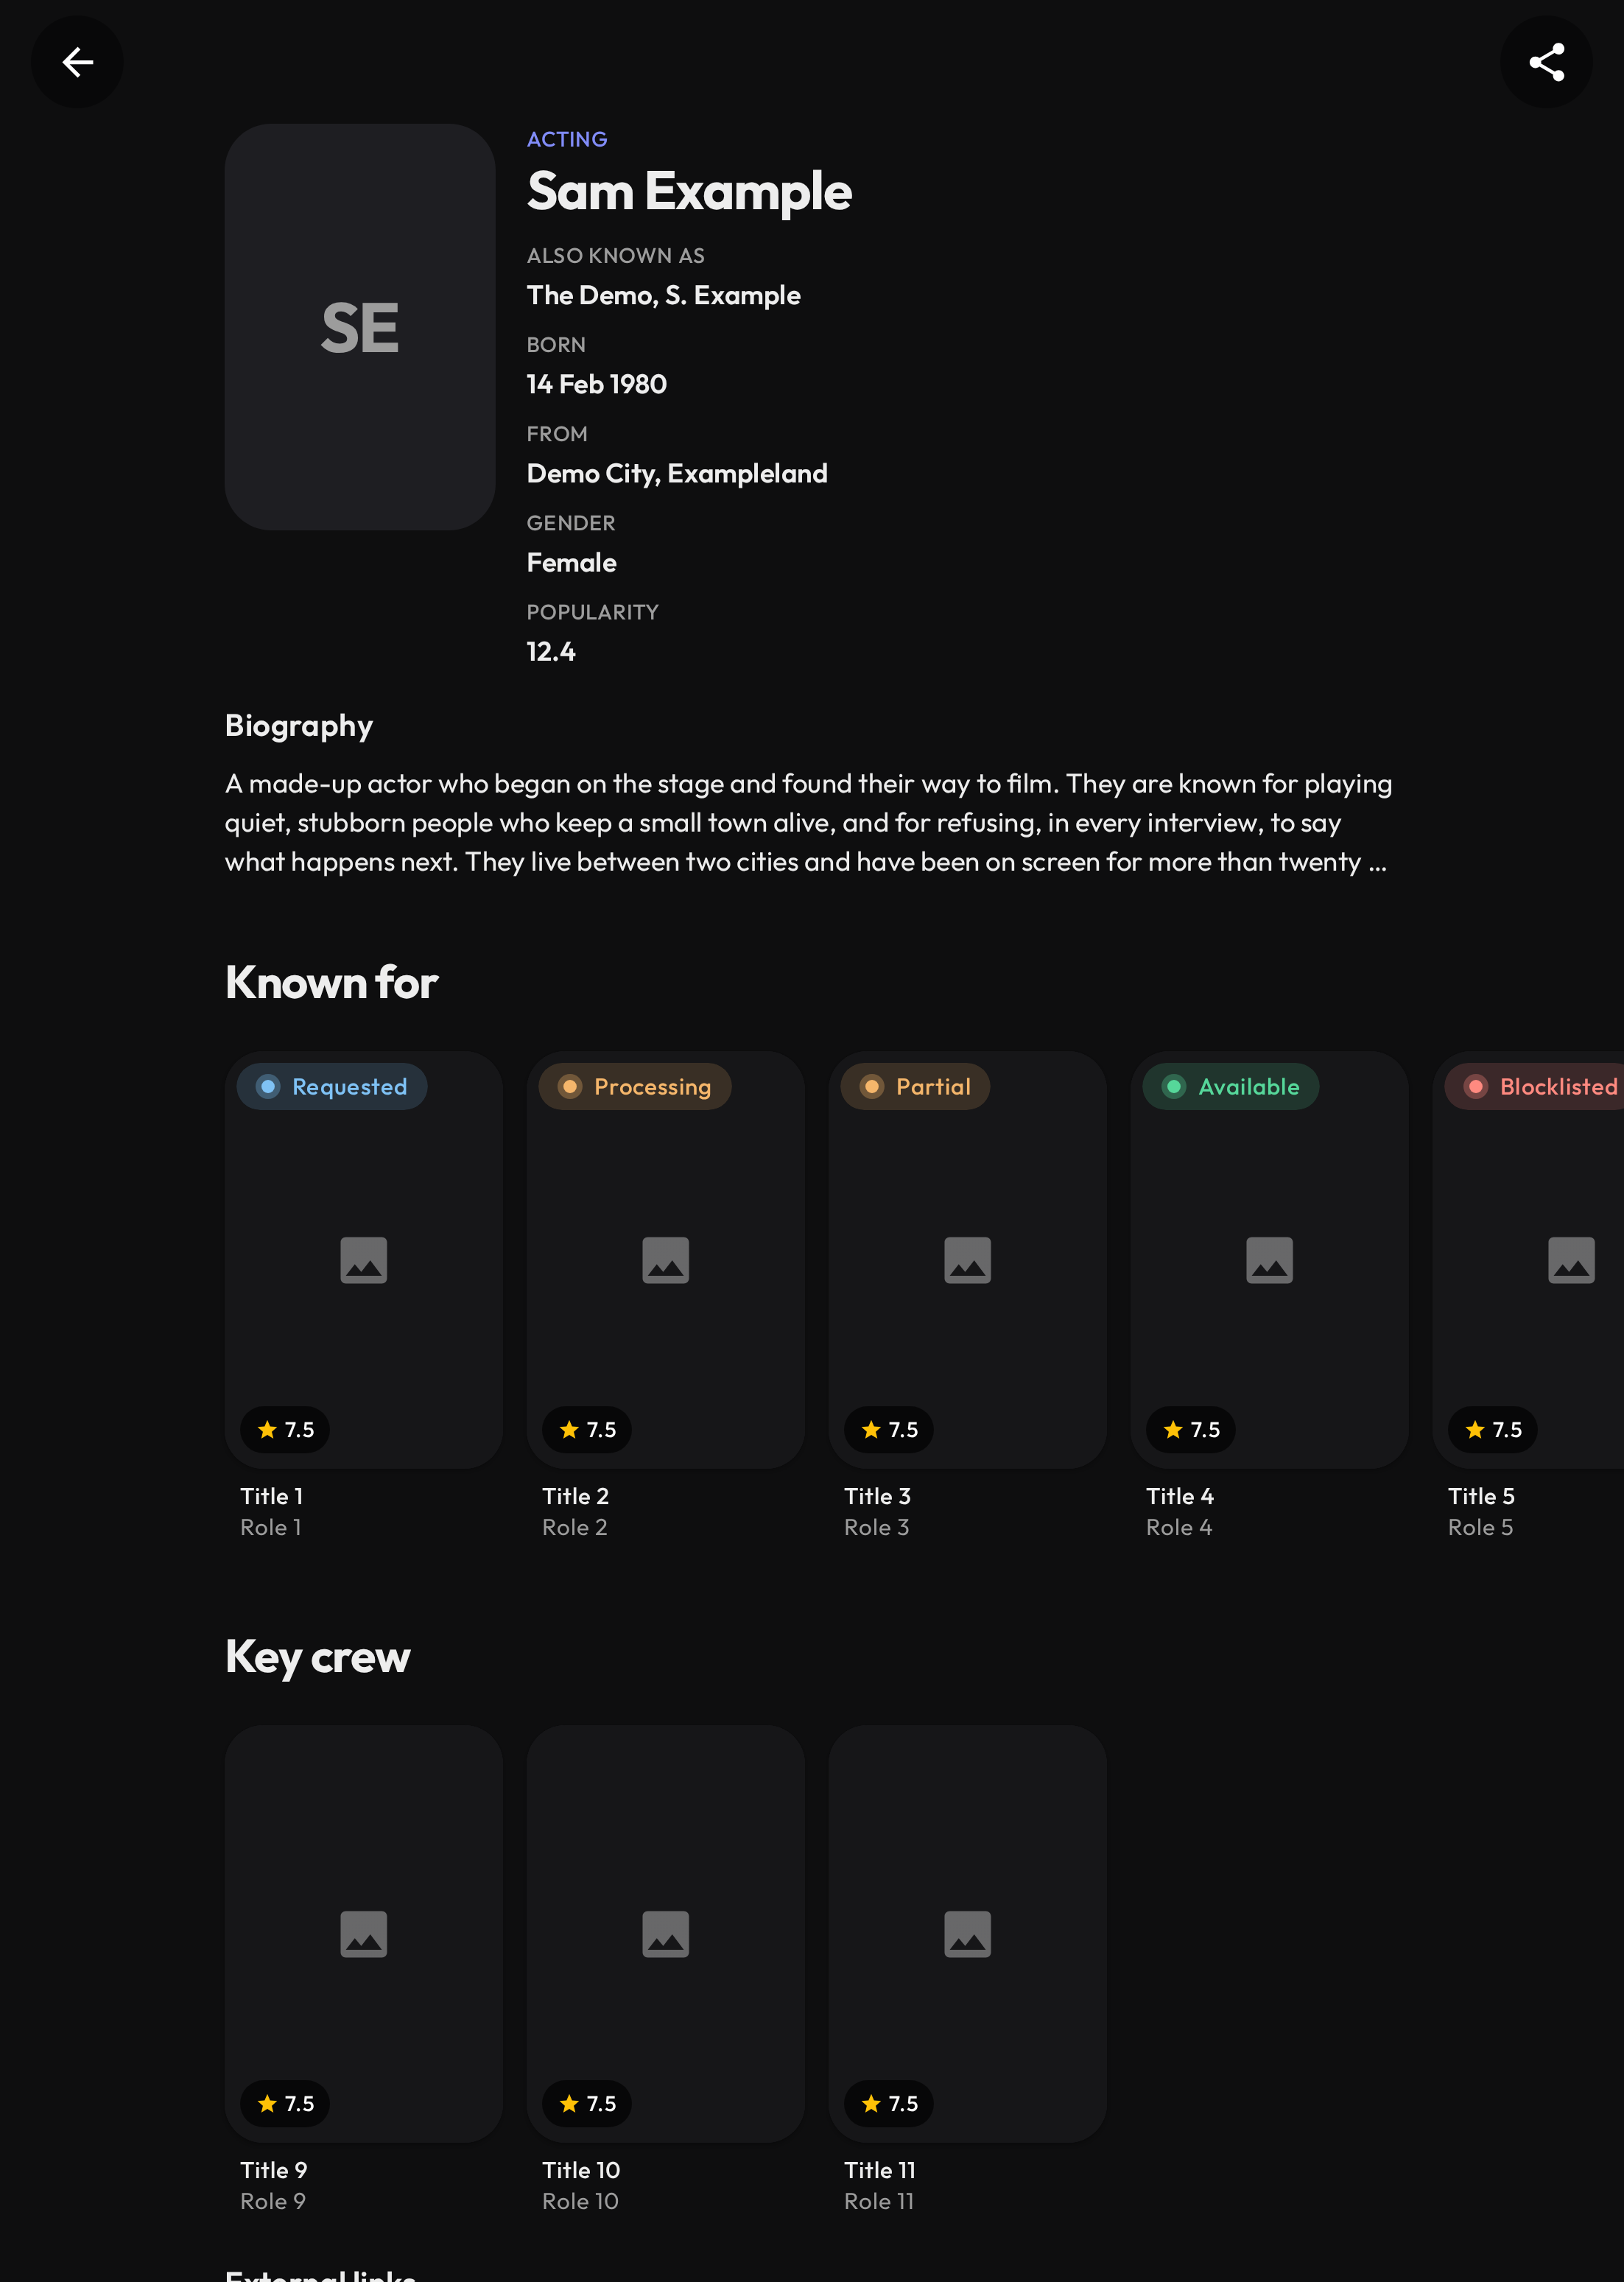 ACTING
Sam Example
SE
ALSO KNOWN AS
The Demo, S. Example
BORN
14 Feb 1980
FROM
Demo City, Exampleland
GENDER
Female
POPULARITY
12.4
Biography
A made-up actor who began on the stage and found their way to film. They are known for playing
quiet, stubborn people who keep a small town alive, and for refusing, in every interview, to say
what happens next. They live between two cities and have been on screen for more than twenty ...
Known for
Requested
Processing
Partial
Available
Blocklisted
7.5
7.5
7.5
7.5
7.5
Title 1
Role 1
Title 2
Role 2
Title 3
Role 3
Title 4
Role 4
Title 5
Role 5
Key crew
7.5
7.5
7.5
Title 9
Role 9
Title 10
Role 10
Title 11
Role 11
External links